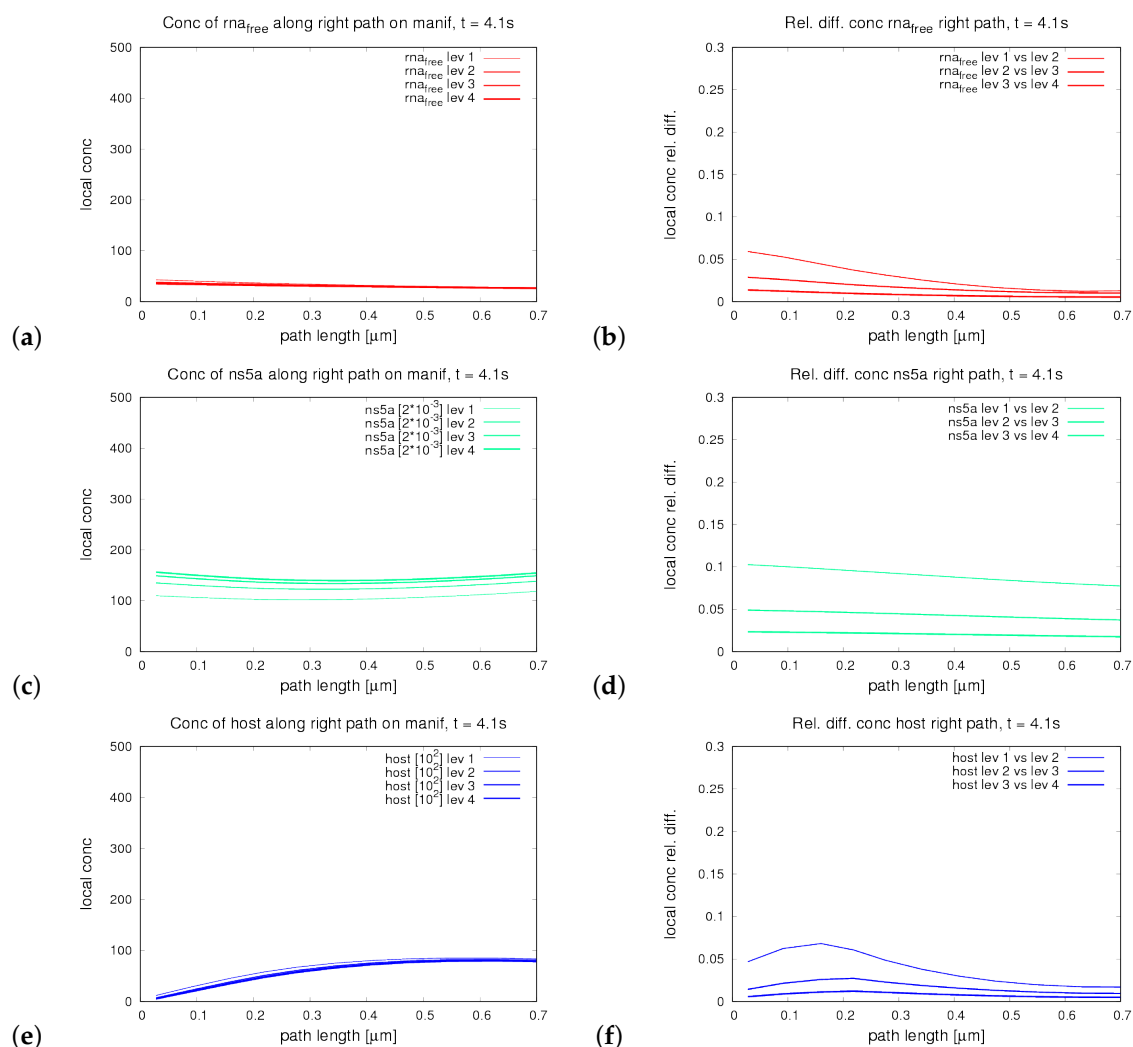 Conc of rna_free along right path on manif, t = 4.1s
500
400
300
200
100
0
local conc
rna_free lev 1
rna_free lev 2
rna_free lev 3
rna_free lev 4
0 0.1 0.2 0.3 0.4 0.5 0.6 0.7
path length [μm]
(a)
Rel. diff. conc rna_free right path, t = 4.1s
0.3
0.25
0.2
0.15
0.1
0.05
0
local conc rel. diff.
rna_free lev 1 vs lev 2
rna_free lev 2 vs lev 3
rna_free lev 3 vs lev 4
0 0.1 0.2 0.3 0.4 0.5 0.6 0.7
path length [μm]
(b)
Conc of ns5a along right path on manif, t = 4.1s
500
400
300
200
100
0
local conc
ns5a [2*10^-3] lev 1
ns5a [2*10^-3] lev 2
ns5a [2*10^-3] lev 3
ns5a [2*10^-3] lev 4
0 0.1 0.2 0.3 0.4 0.5 0.6 0.7
path length [μm]
(c)
Rel. diff. conc ns5a right path, t = 4.1s
0.3
0.25
0.2
0.15
0.1
0.05
0
local conc rel. diff.
ns5a lev 1 vs lev 2
ns5a lev 2 vs lev 3
ns5a lev 3 vs lev 4
0 0.1 0.2 0.3 0.4 0.5 0.6 0.7
path length [μm]
(d)
Conc of host along right path on manif, t = 4.1s
500
400
300
200
100
0
local conc
host [10^2] lev 1
host [10^2] lev 2
host [10^2] lev 3
host [10^2] lev 4
0 0.1 0.2 0.3 0.4 0.5 0.6 0.7
path length [μm]
(e)
Rel. diff. conc host right path, t = 4.1s
0.3
0.25
0.2
0.15
0.1
0.05
0
local conc rel. diff.
host lev 1 vs lev 2
host lev 2 vs lev 3
host lev 3 vs lev 4
0 0.1 0.2 0.3 0.4 0.5 0.6 0.7
path length [μm]
(f)